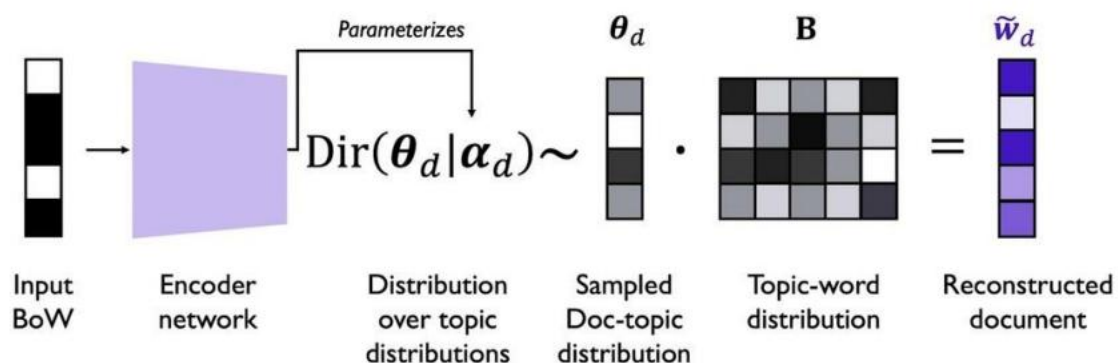 Parameterizes
θ_d
B
w̃_d
Dir(θ_d|α_d)~
·
=
Input
BoW
Encoder
network
Distribution
over topic
distributions
Sampled
Doc-topic
distribution
Topic-word
distribution
Reconstructed
document